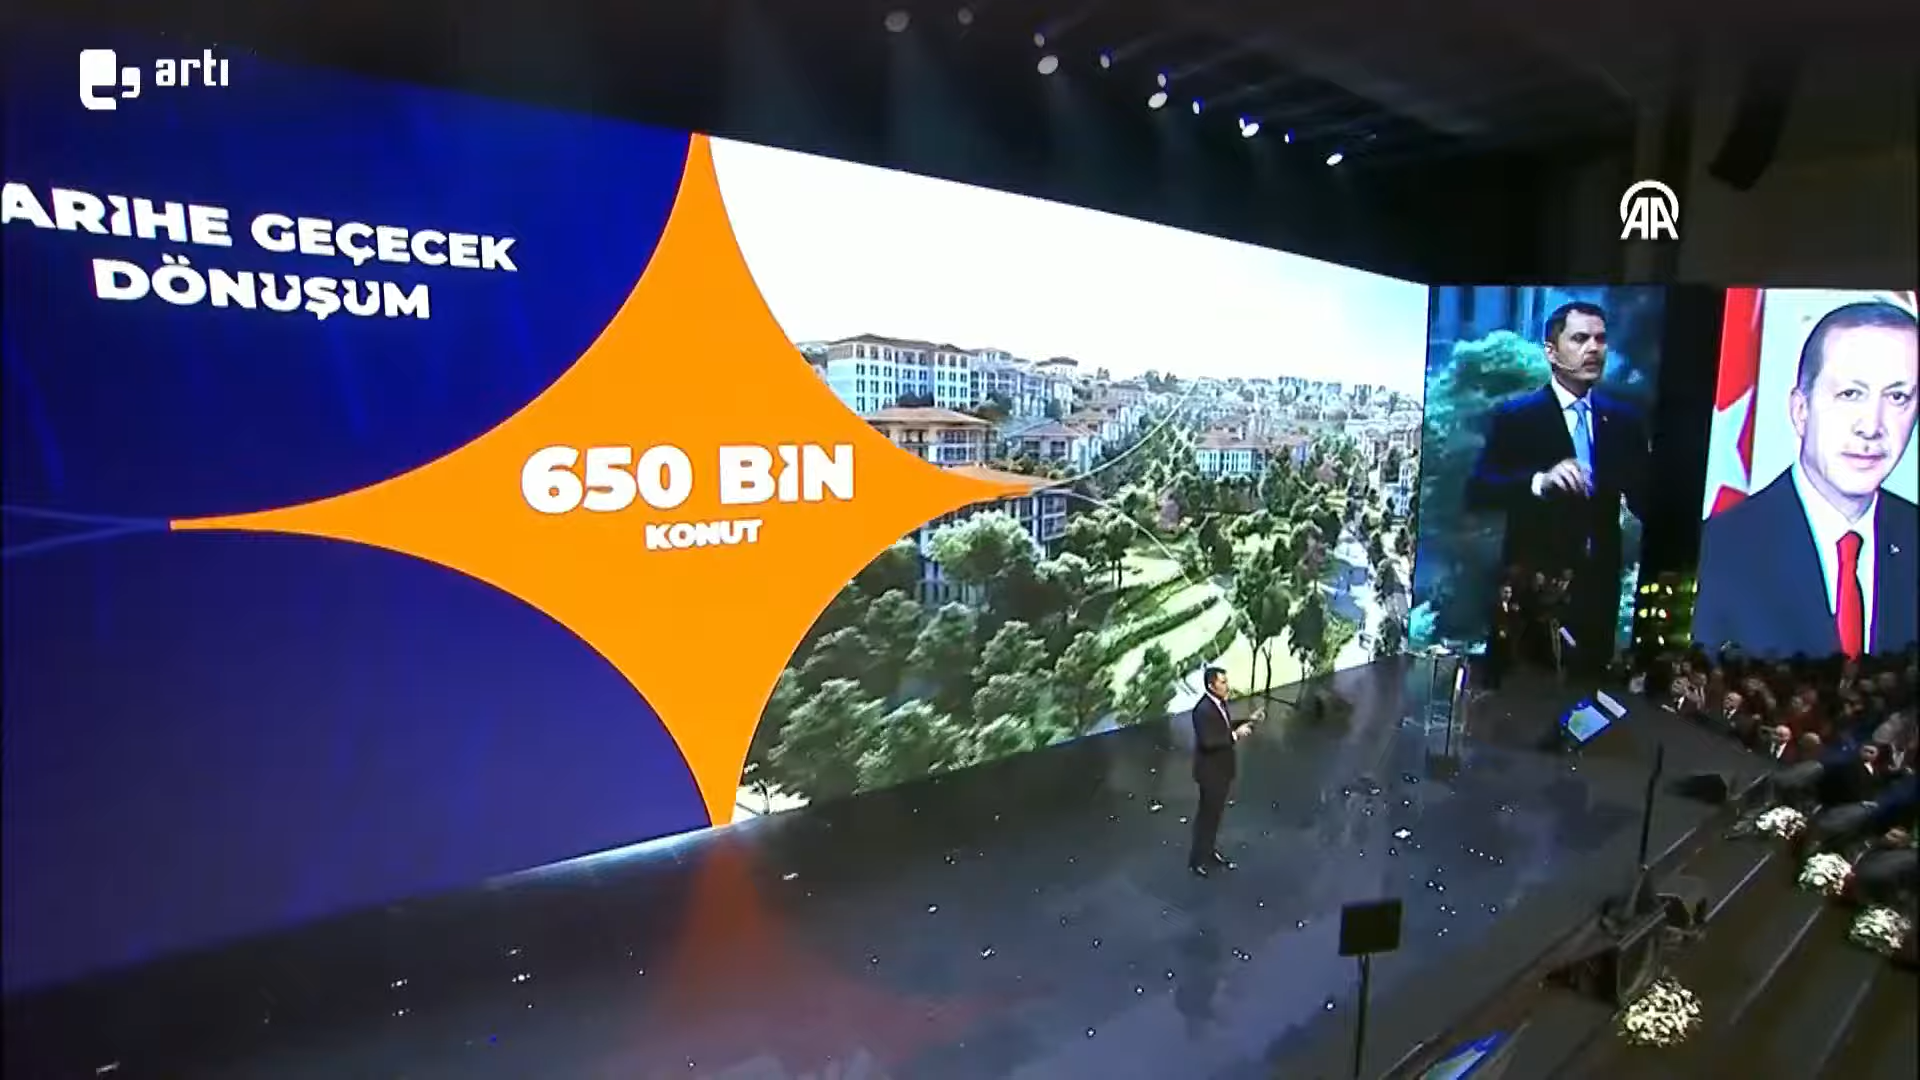 artı
ARİHE GEÇECEK
DÖNÜŞÜM
AA
650 BİN
KONUT